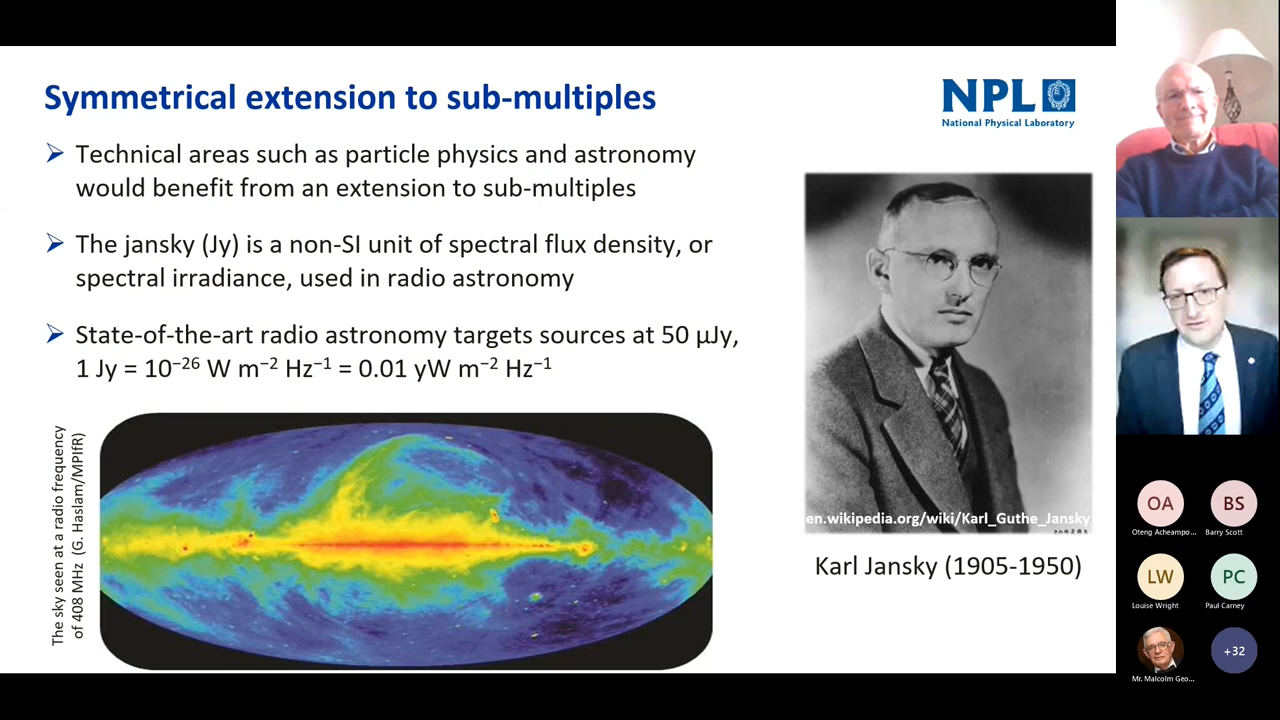 Symmetrical extension to sub-multiples
NPL
National Physical Laboratory
➢ Technical areas such as particle physics and astronomy
would benefit from an extension to sub-multiples
➢ The jansky (Jy) is a non-SI unit of spectral flux density, or
spectral irradiance, used in radio astronomy
➢ State-of-the-art radio astronomy targets sources at 50 µJy,
1 Jy = 10⁻²⁶ W m⁻² Hz⁻¹ = 0.01 yW m⁻² Hz⁻¹
The sky seen at a radio frequency
of 408 MHz (G. Haslam/MPIfR)
en.wikipedia.org/wiki/Karl_Guthe_Jansky
Karl Jansky (1905-1950)
OA
Oteng Acheampo...
BS
Barry Scott
LW
Louise Wright
PC
Paul Carney
Mr. Malcolm Geo...
+32